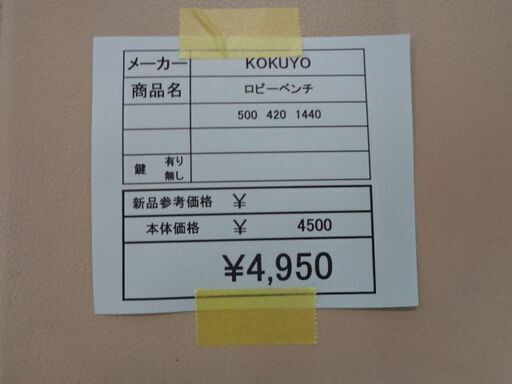 メーカー KOKUYO
商品名 ロビーベンチ
500 420 1440
鍵 有り
無し
新品参考価格 ¥
本体価格 ¥ 4500
¥4,950